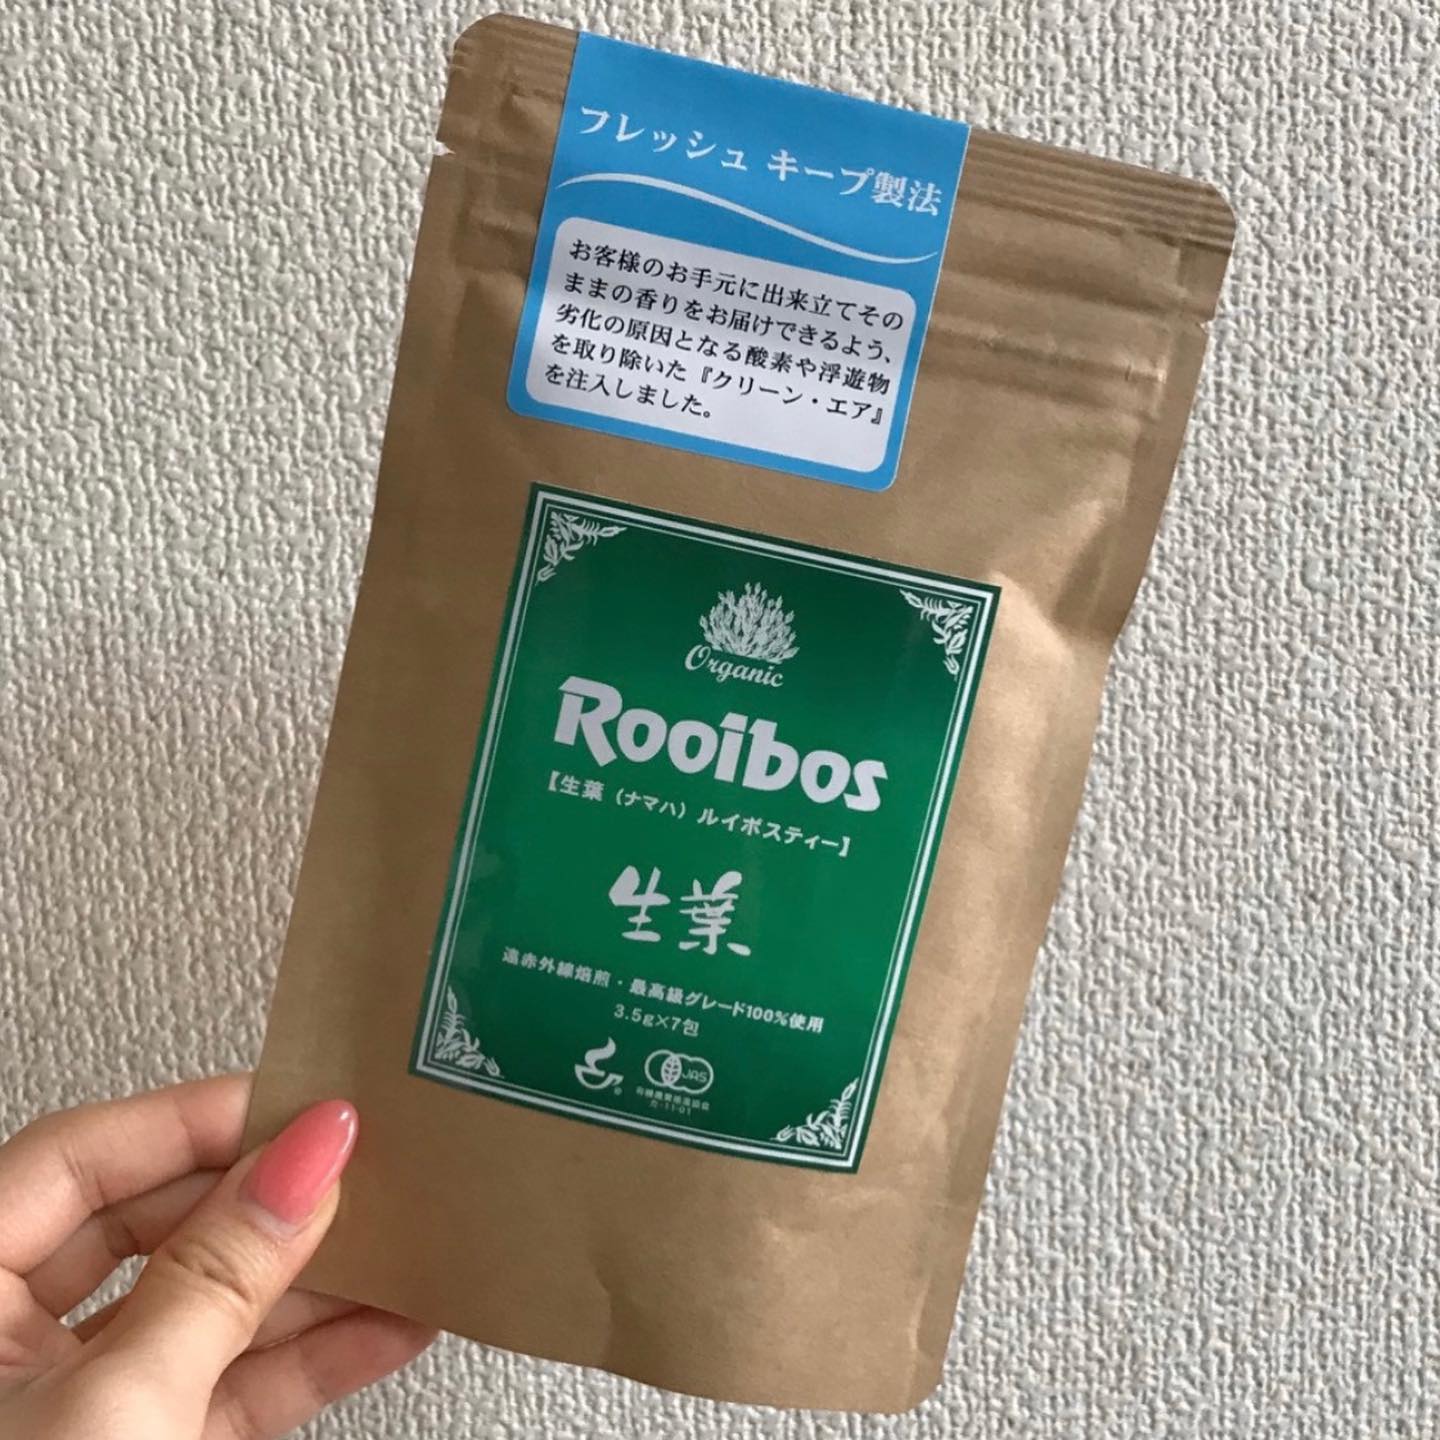 フレッシュ キープ製法
お客様のお手元に出来立てその
ままの香りをお届けできるよう、
劣化の原因となる酸素や浮遊物
を取り除いた『クリーン・エア』
を注入しました。
Organic
Rooibos
【生葉（ナマハ）ルイボスティー】
生葉
遠赤外線焙煎・最高級グレード100%使用
3.5g×7包
JAS
カ-11-01